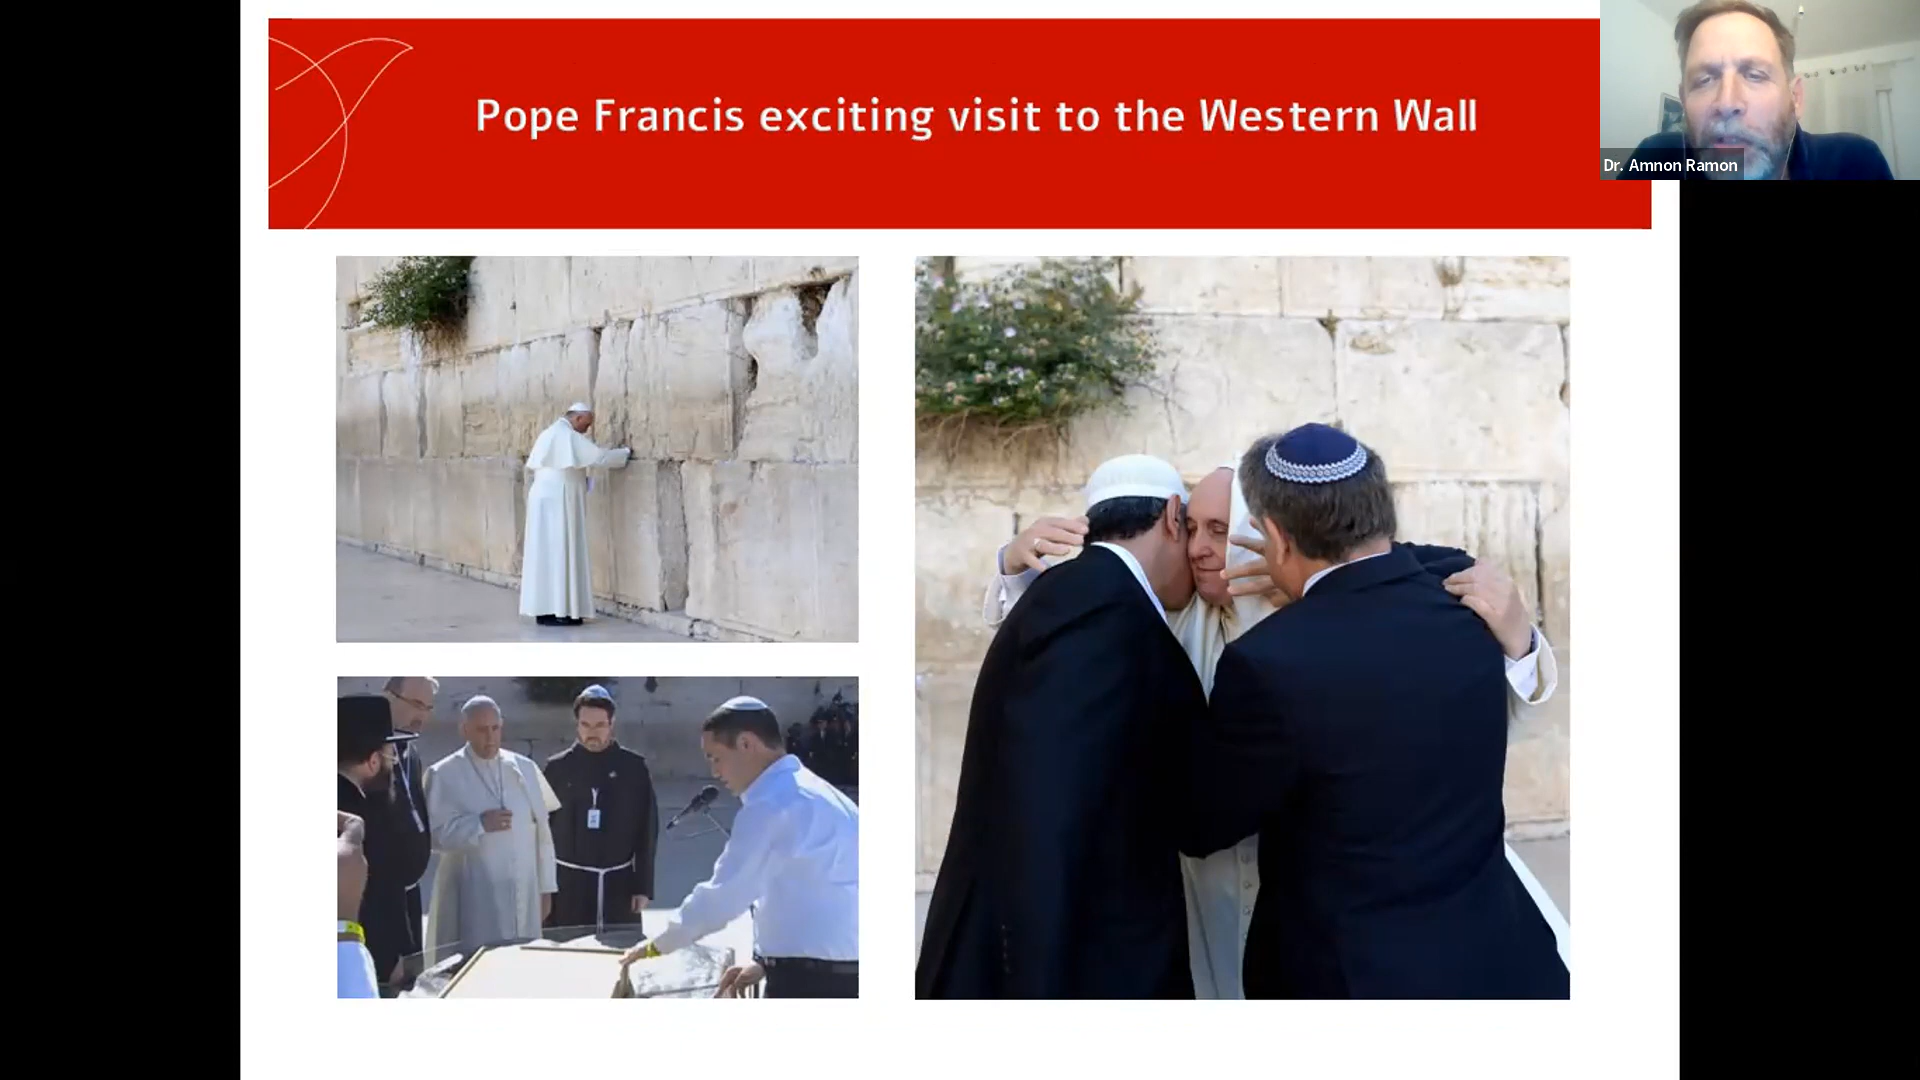 Pope Francis exciting visit to the Western Wall
Dr. Amnon Ramon